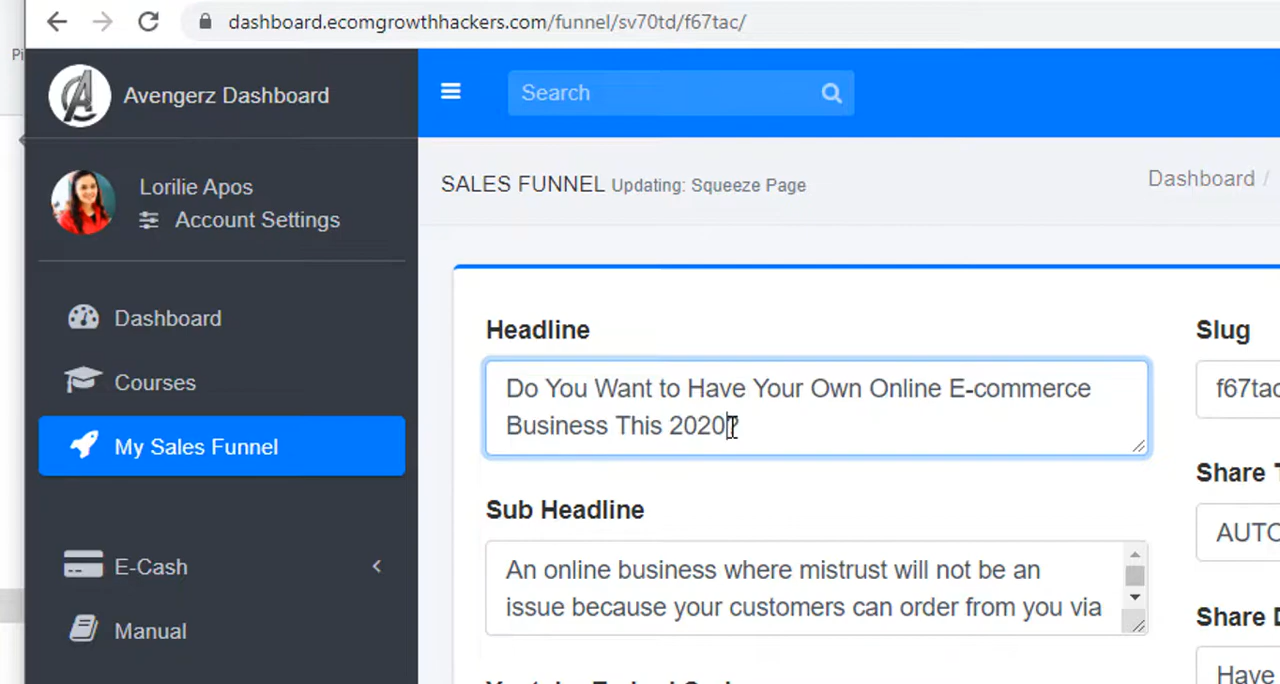 dashboard.ecomgrowthhackers.com/funnel/sv70td/f67tac/
Pi
Avengerz Dashboard
Search
Lorilie Apos
Account Settings
SALES FUNNEL Updating: Squeeze Page
Dashboard /
Dashboard
Courses
My Sales Funnel
E-Cash
Manual
Headline
Do You Want to Have Your Own Online E-commerce
Business This 2020?
Slug
f67tac
Sub Headline
An online business where mistrust will not be an
issue because your customers can order from you via
Share T
AUTO
Share D
Have